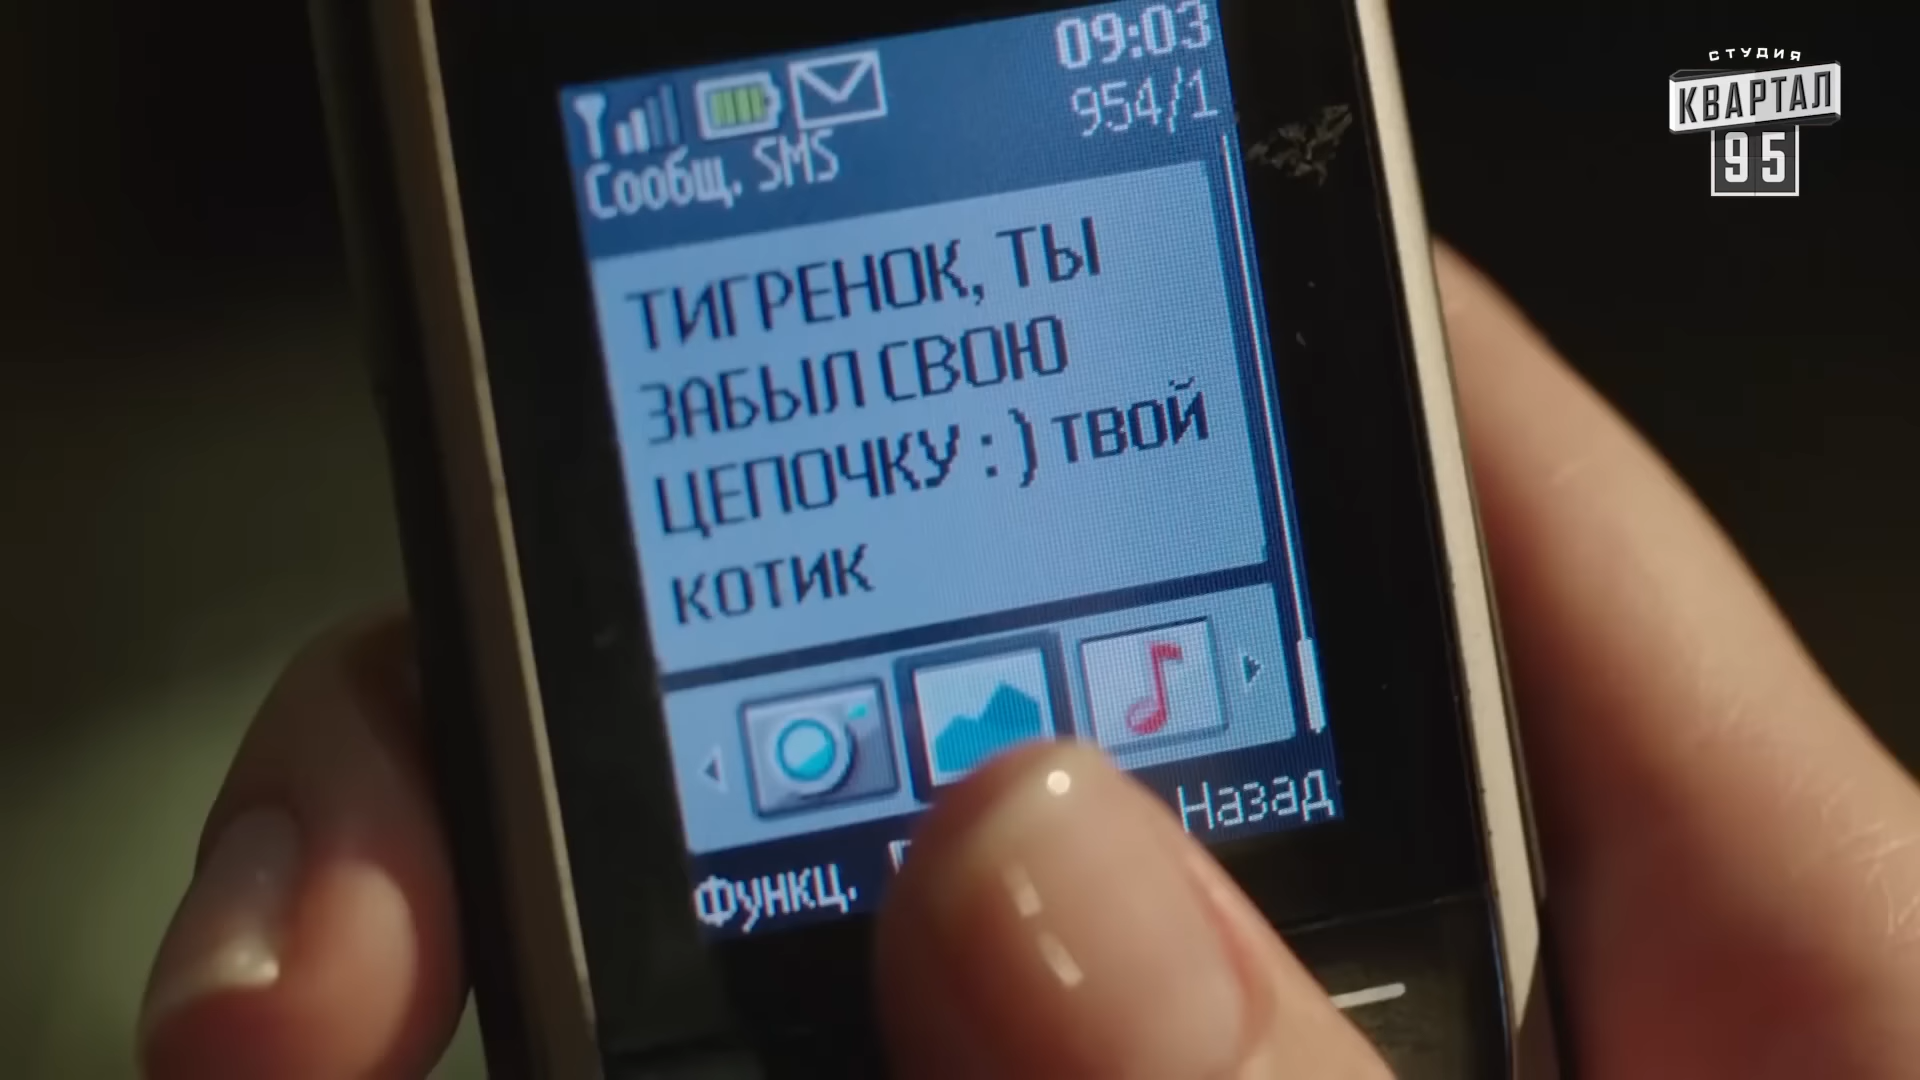 09:03
954/1
Сообщ. SMS
ТИГРЕНОК, ТЫ
ЗАБЫЛ СВОЮ
ЦЕПОЧКУ : ) ТВОЙ
КОТИК
Функц.
Назад
СТУДИЯ
КВАРТАЛ
95